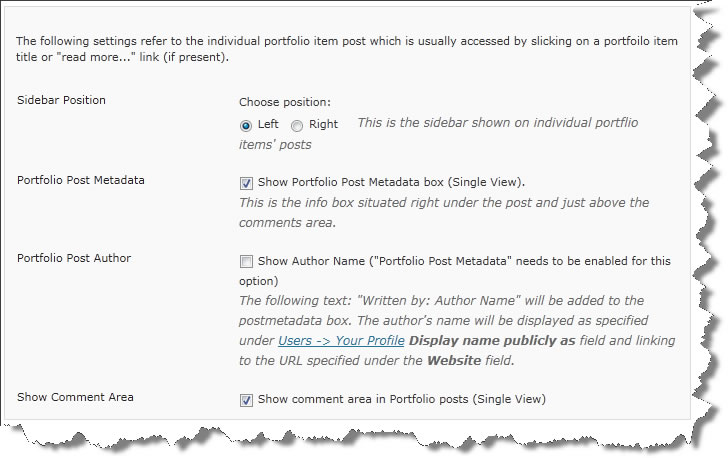 The following settings refer to the individual portfolio item post which is usually accessed by slicking on a portfoilo item
title or "read more..." link (if present).
Sidebar Position
Choose position:
Left Right This is the sidebar shown on individual portflio
items' posts
Portfolio Post Metadata
Show Portfolio Post Metadata box (Single View).
This is the info box situated right under the post and just above the
comments area.
Portfolio Post Author
Show Author Name ("Portfolio Post Metadata" needs to be enabled for this
option)
The following text: "Written by: Author Name" will be added to the
postmetadata box. The author's name will be displayed as specified
under Users -> Your Profile Display name publicly as field and linking
to the URL specified under the Website field.
Show Comment Area
Show comment area in Portfolio posts (Single View)